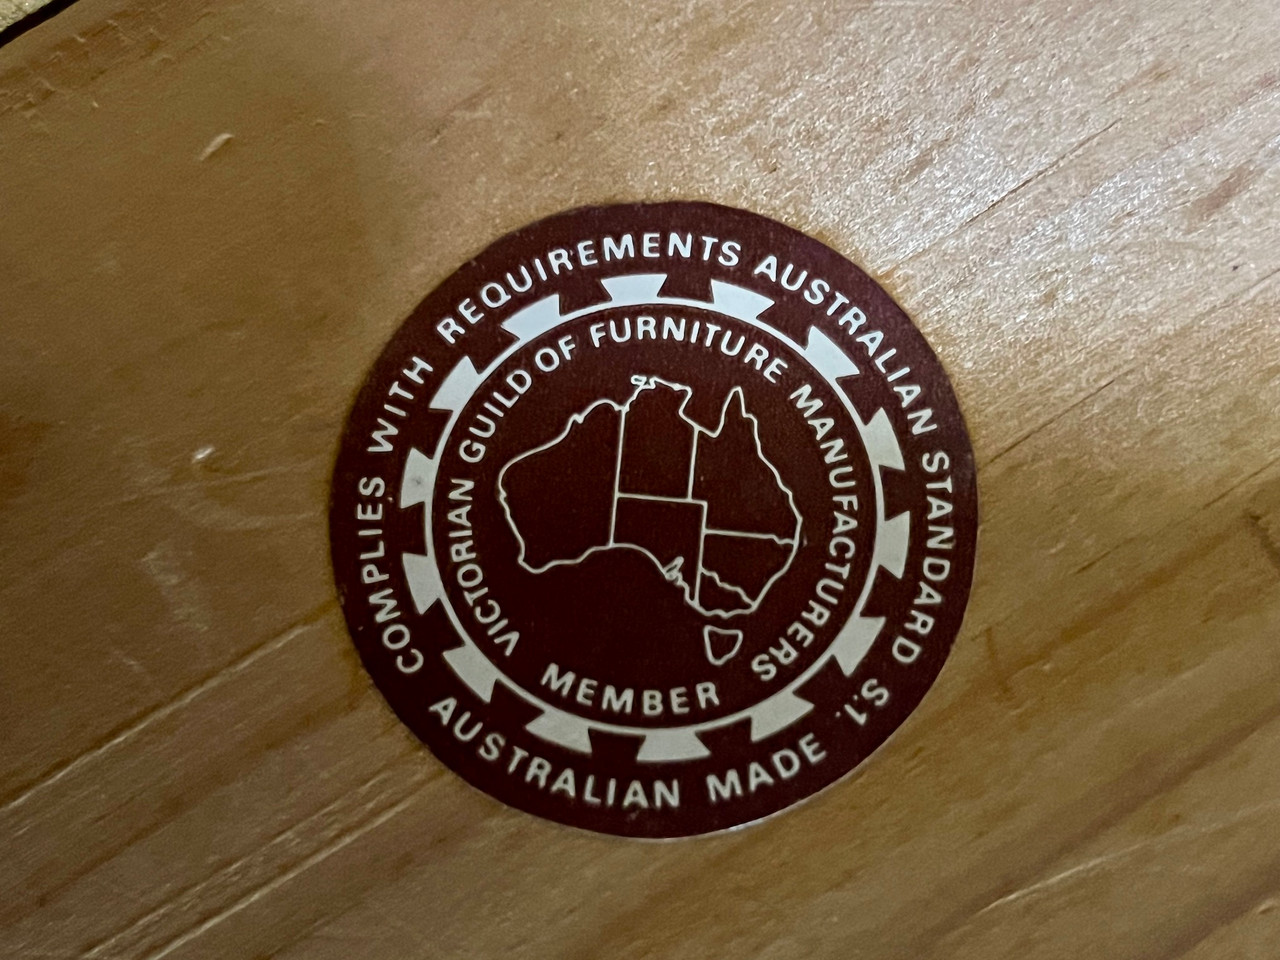 COMPLIES WITH REQUIREMENTS AUSTRALIAN STANDARD S.1.
AUSTRALIAN MADE
VICTORIAN GUILD OF FURNITURE MANUFACTURERS
MEMBER